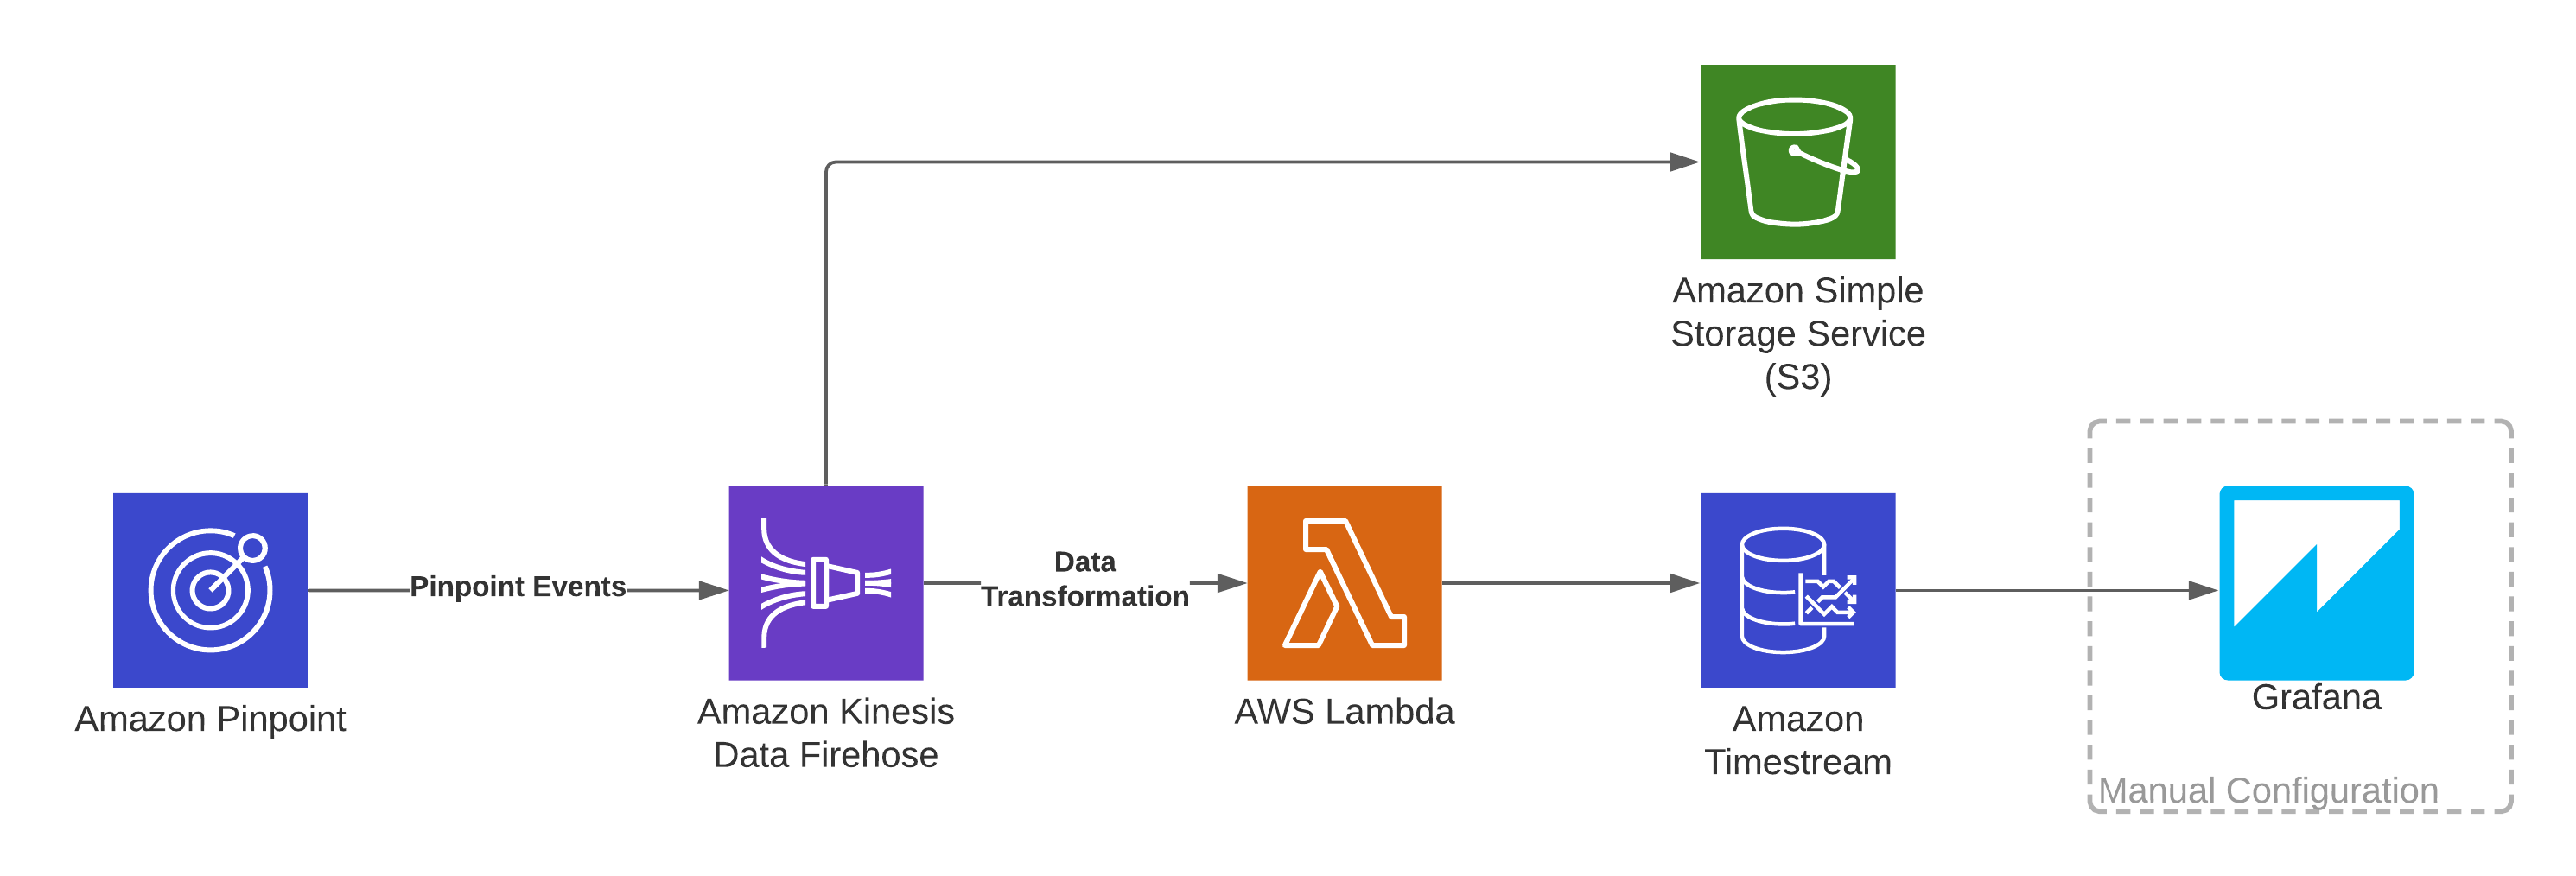 Amazon Simple
Storage Service
(S3)
Pinpoint Events
Data
Transformation
Amazon Pinpoint
Amazon Kinesis
Data Firehose
AWS Lambda
Amazon
Timestream
Grafana
Manual Configuration